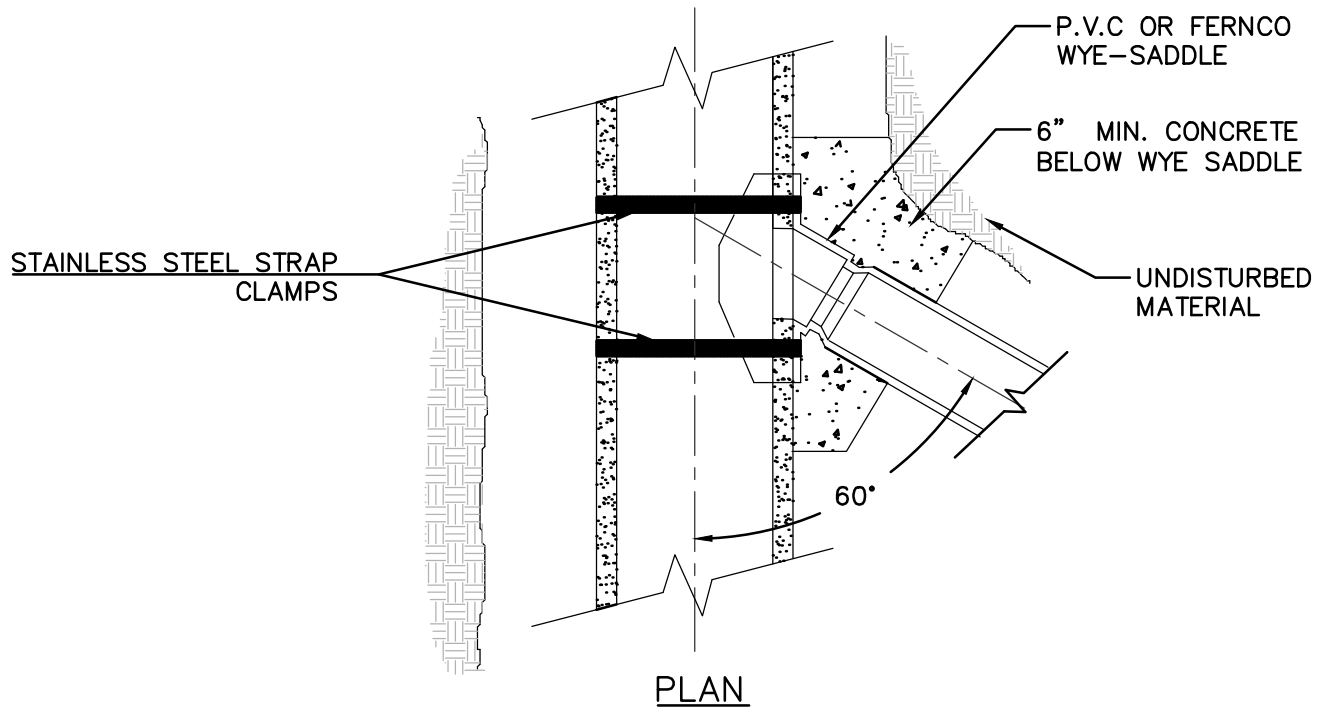 P.V.C OR FERNCO
WYE-SADDLE
6" MIN. CONCRETE
BELOW WYE SADDLE
STAINLESS STEEL STRAP
CLAMPS
UNDISTURBED
MATERIAL
60°
PLAN